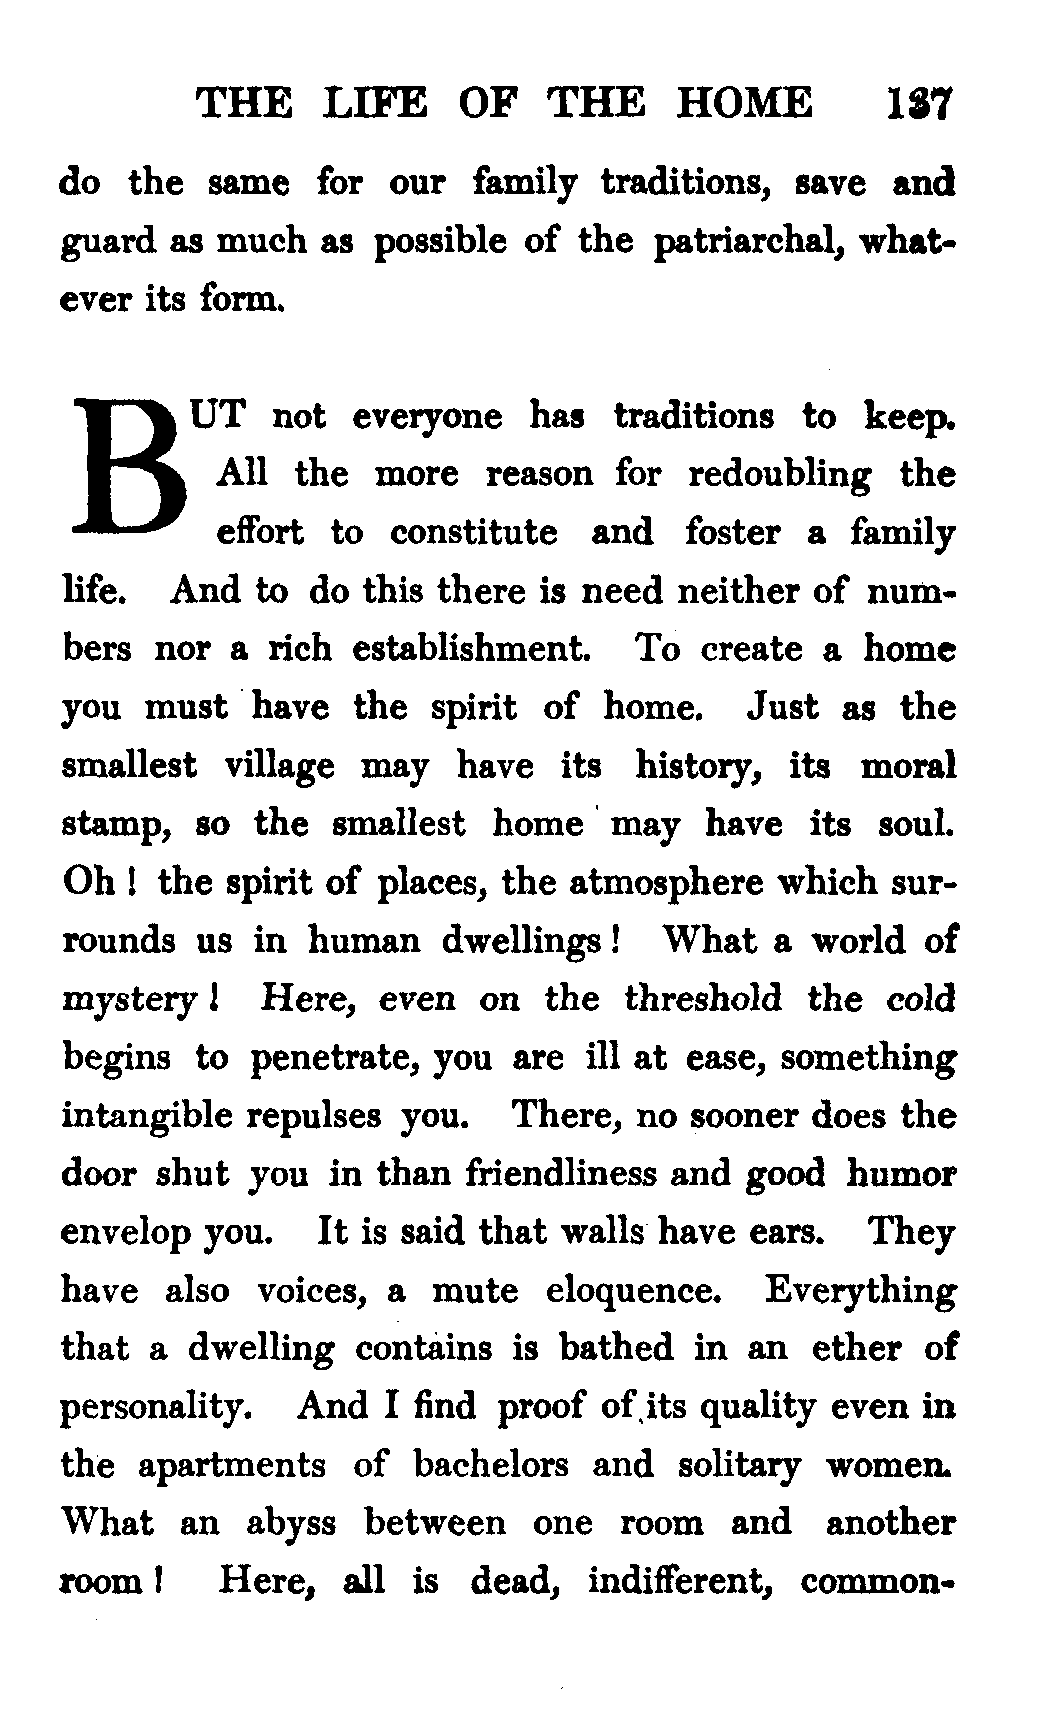 THE LIFE OF THE HOME 137
do the same for our family traditions, save and
guard as much as possible of the patriarchal, what-
ever its form.
BUT not everyone has traditions to keep.
All the more reason for redoubling the
effort to constitute and foster a family
life. And to do this there is need neither of num-
bers nor a rich establishment. To create a home
you must have the spirit of home. Just as the
smallest village may have its history, its moral
stamp, so the smallest home may have its soul.
Oh! the spirit of places, the atmosphere which sur-
rounds us in human dwellings! What a world of
mystery! Here, even on the threshold the cold
begins to penetrate, you are ill at ease, something
intangible repulses you. There, no sooner does the
door shut you in than friendliness and good humor
envelop you. It is said that walls have ears. They
have also voices, a mute eloquence. Everything
that a dwelling contains is bathed in an ether of
personality. And I find proof of its quality even in
the apartments of bachelors and solitary women.
What an abyss between one room and another
room! Here, all is dead, indifferent, common-